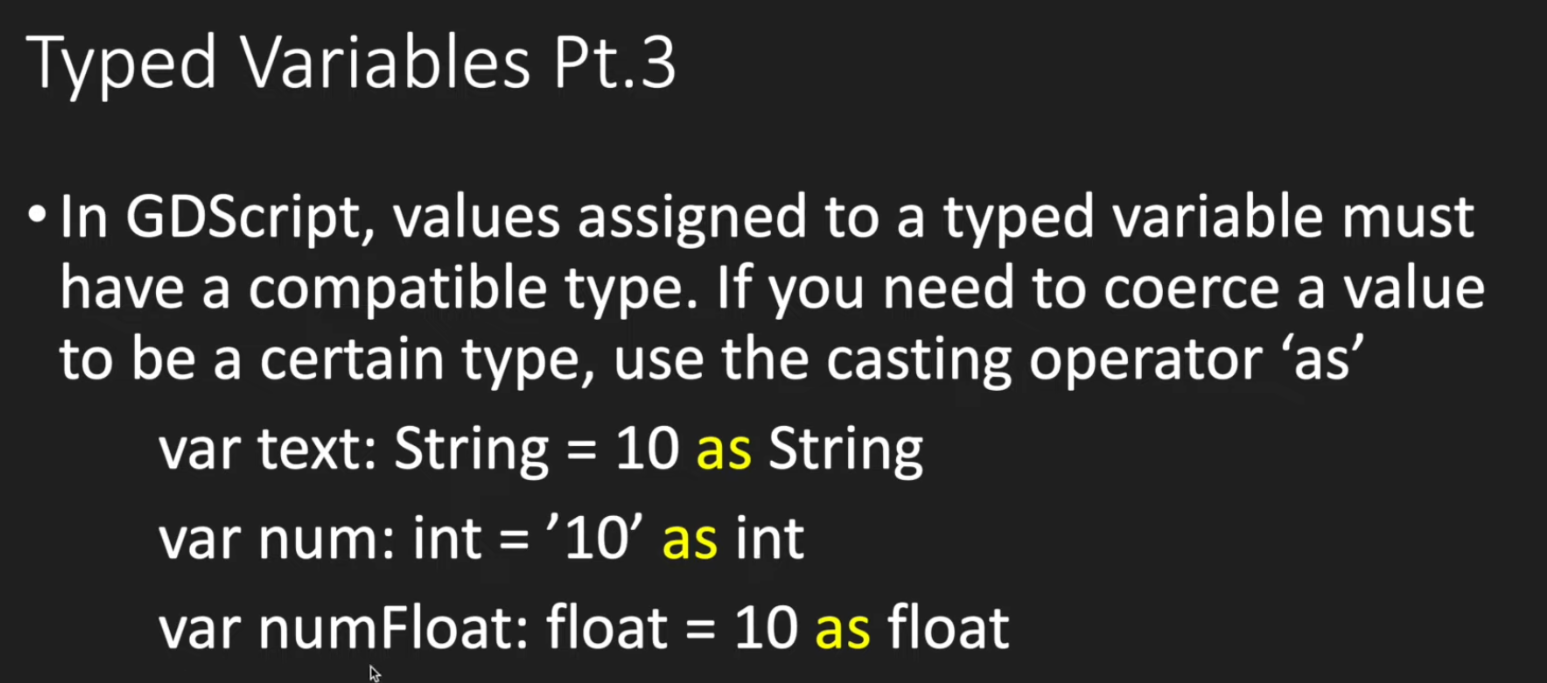 Typed Variables Pt.3
• In GDScript, values assigned to a typed variable must
have a compatible type. If you need to coerce a value
to be a certain type, use the casting operator ‘as’
var text: String = 10 as String
var num: int = ’10’ as int
var numFloat: float = 10 as float